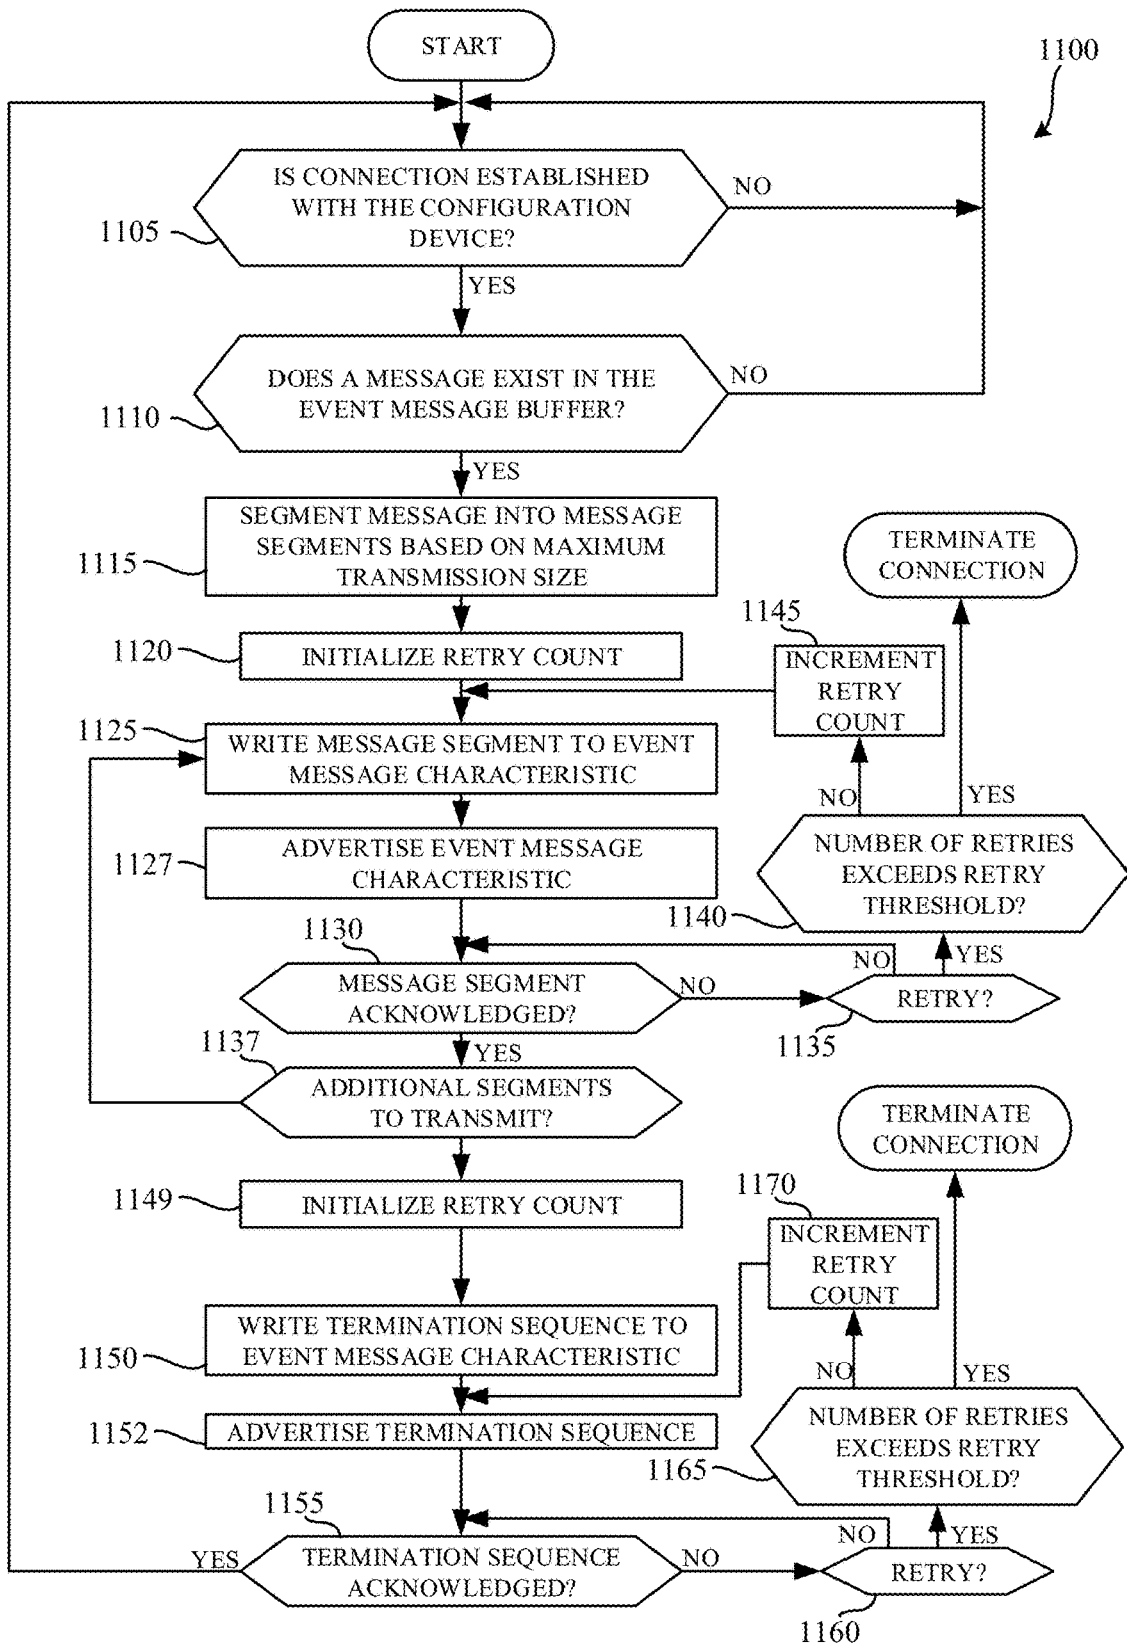 START
1100
IS CONNECTION ESTABLISHED
WITH THE CONFIGURATION
DEVICE?
NO
1105
YES
DOES A MESSAGE EXIST IN THE
EVENT MESSAGE BUFFER?
NO
1110
YES
SEGMENT MESSAGE INTO MESSAGE
SEGMENTS BASED ON MAXIMUM
TRANSMISSION SIZE
1115
TERMINATE
CONNECTION
1120
INITIALIZE RETRY COUNT
1145
INCREMENT
RETRY
COUNT
1125
WRITE MESSAGE SEGMENT TO EVENT
MESSAGE CHARACTERISTIC
NO
YES
1127
ADVERTISE EVENT MESSAGE
CHARACTERISTIC
NUMBER OF RETRIES
EXCEEDS RETRY
THRESHOLD?
1140
1130
MESSAGE SEGMENT
ACKNOWLEDGED?
NO
NO
YES
RETRY?
1135
YES
1137
ADDITIONAL SEGMENTS
TO TRANSMIT?
TERMINATE
CONNECTION
1149
INITIALIZE RETRY COUNT
1170
INCREMENT
RETRY
COUNT
1150
WRITE TERMINATION SEQUENCE TO
EVENT MESSAGE CHARACTERISTIC
NO
YES
1152
ADVERTISE TERMINATION SEQUENCE
NUMBER OF RETRIES
EXCEEDS RETRY
THRESHOLD?
1165
1155
YES
TERMINATION SEQUENCE
ACKNOWLEDGED?
NO
NO
YES
RETRY?
1160